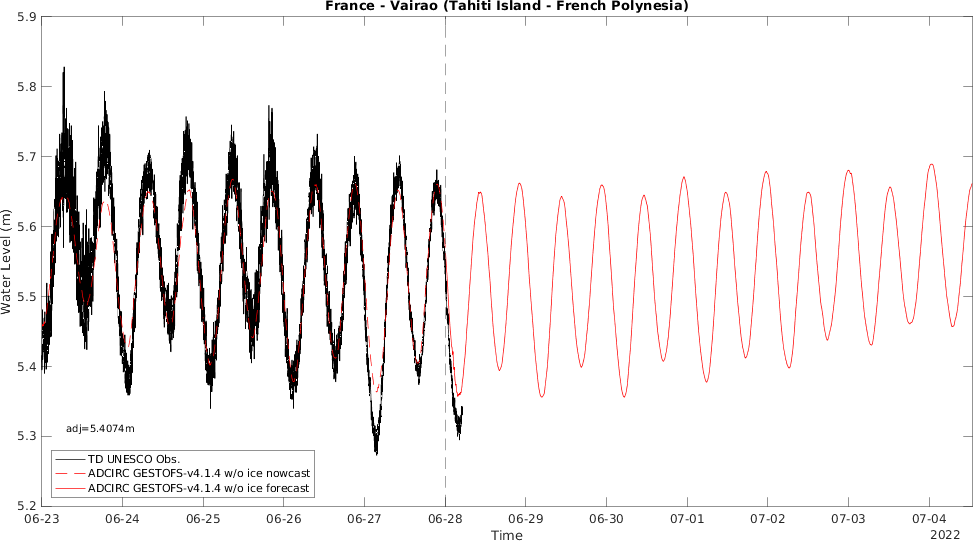 France - Vairao (Tahiti Island - French Polynesia)
5.9
5.8
5.7
5.6
5.5
5.4
5.3
5.2
Water Level (m)
adj=5.4074m
TD UNESCO Obs.
ADCIRC GESTOFS-v4.1.4 w/o ice nowcast
ADCIRC GESTOFS-v4.1.4 w/o ice forecast
06-23 06-24 06-25 06-26 06-27 06-28 06-29 06-30 07-01 07-02 07-03 07-04
Time
2022